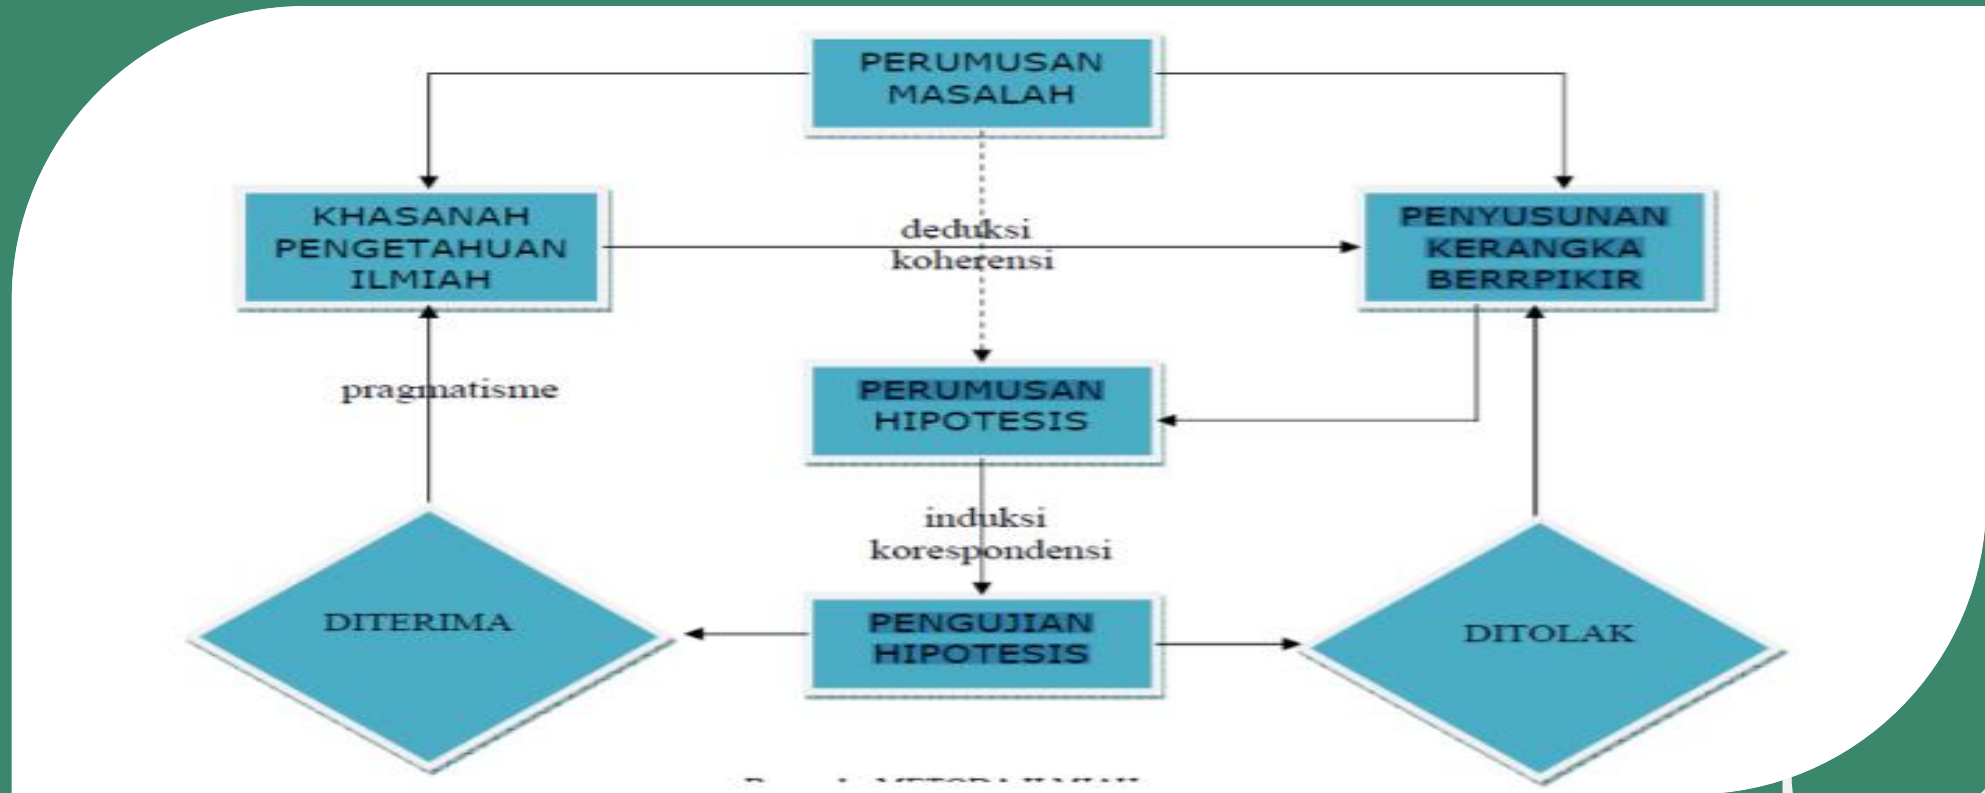 PERUMUSAN
MASALAH
KHASANAH
PENGETAHUAN
ILMIAH
deduksi
koherensi
PENYUSUNAN
KERANGKA
BERRPIKIR
pragmatisme
PERUMUSAN
HIPOTESIS
induksi
korespondensi
DITERIMA
PENGUJIAN
HIPOTESIS
DITOLAK